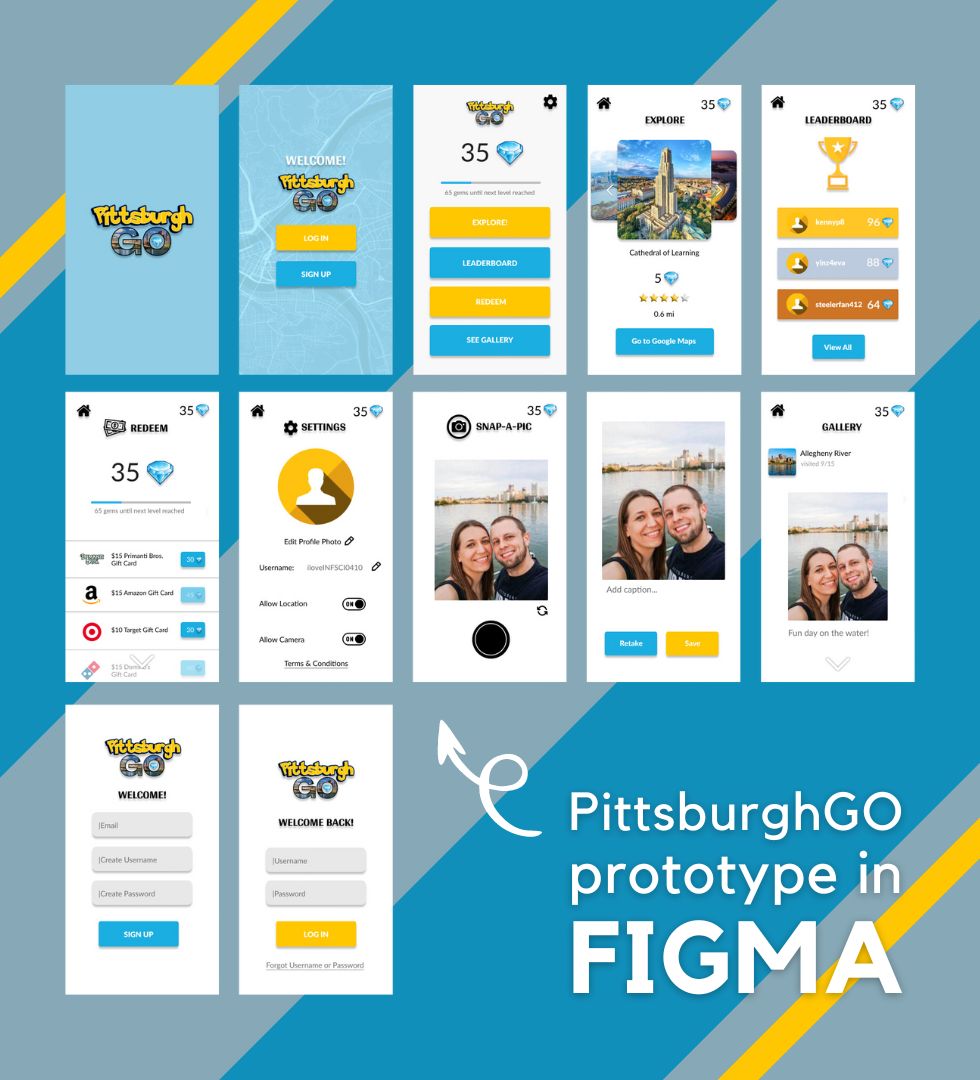 Pittsburgh
GO
WELCOME!
Pittsburgh
GO
LOG IN
SIGN UP
Pittsburgh
GO
35
65 gems until next level reached
EXPLORE!
LEADERBOARD
REDEEM
SEE GALLERY
35
EXPLORE
Cathedral of Learning
5
0.6 mi
Go to Google Maps
35
LEADERBOARD
kennyp8 96
yinz4eva 88
steelerfan412 64
View All
35
REDEEM
35
65 gems until next level reached
$15 Primanti Bros.
Gift Card
30
$15 Amazon Gift Card
$10 Target Gift Card 30
$15 Domino's
Gift Card
35
SETTINGS
Edit Profile Photo
Username: iloveINFSCI0410
Allow Location ON
Allow Camera ON
Terms & Conditions
35
SNAP-A-PIC
Add caption...
Retake Save
35
GALLERY
Allegheny River
visited 9/15
Fun day on the water!
Pittsburgh
GO
WELCOME!
|Email
|Create Username
|Create Password
SIGN UP
Pittsburgh
GO
WELCOME BACK!
|Username
|Password
LOG IN
Forgot Username or Password
PittsburghGO
prototype in
FIGMA